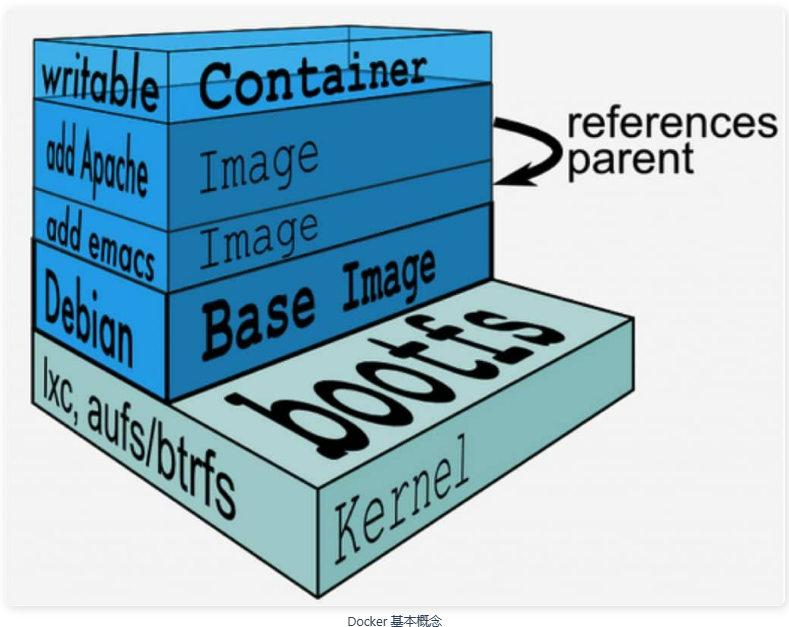 writable Container
add Apache Image
references
parent
add emacs Image
Debian Base Image
bootfs
lxc, aufs/btrfs
Kernel
Docker 基本概念